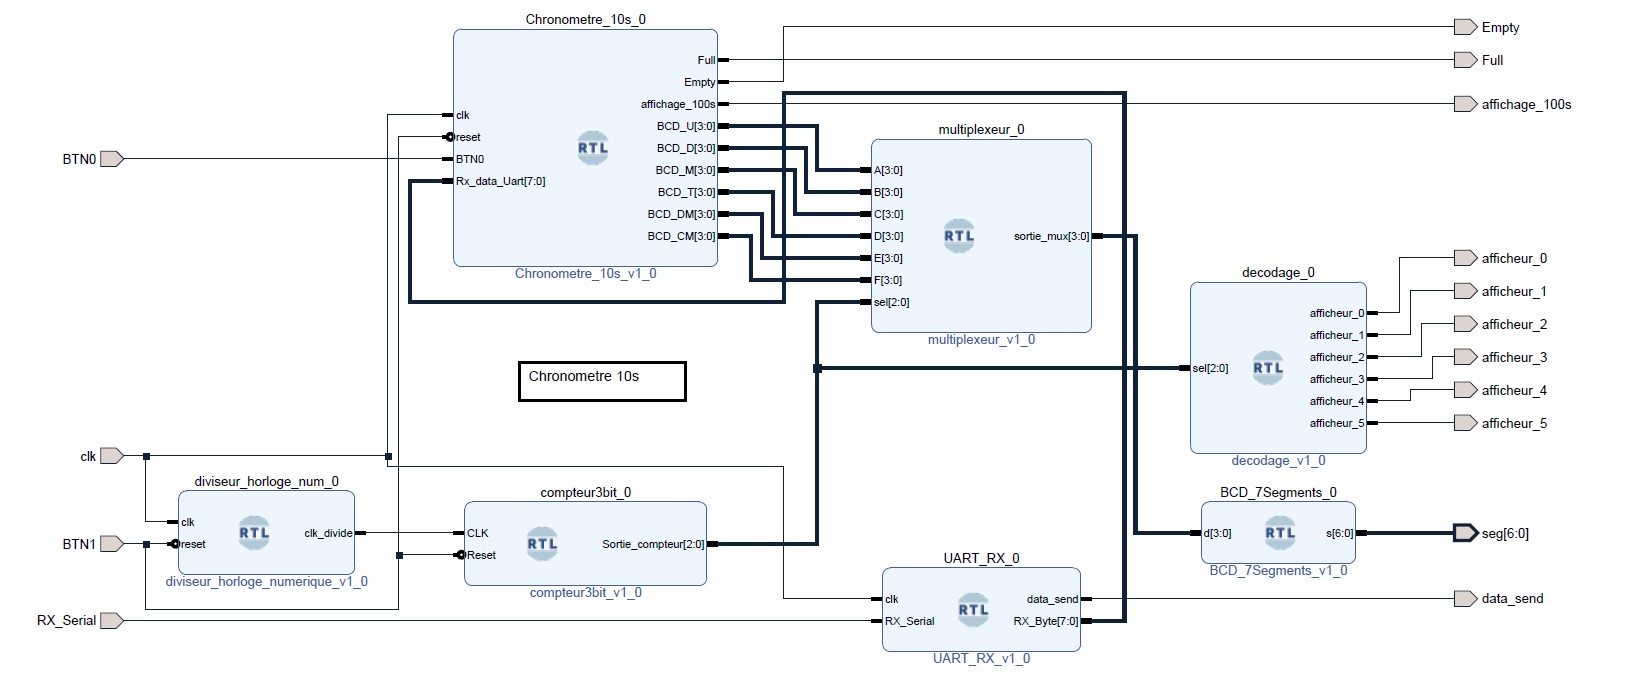 Chronometre_10s_0
Full
Empty
affichage_100s
clk
BCD_U[3:0]
reset
BCD_D[3:0]
RTL
BTN0
BCD_M[3:0]
Rx_data_Uart[7:0]
BCD_T[3:0]
BCD_DM[3:0]
BCD_CM[3:0]
Chronometre_10s_v1_0
BTN0
multiplexeur_0
A[3:0]
B[3:0]
C[3:0]
D[3:0]
RTL
sortie_mux[3:0]
E[3:0]
F[3:0]
sel[2:0]
multiplexeur_v1_0
Empty
Full
affichage_100s
decodage_0
afficheur_0
afficheur_1
afficheur_2
sel[2:0]
RTL
afficheur_3
afficheur_4
afficheur_5
decodage_v1_0
afficheur_0
afficheur_1
afficheur_2
afficheur_3
afficheur_4
afficheur_5
Chronometre 10s
clk
BTN1
RX_Serial
diviseur_horloge_num_0
clk
RTL
clk_divide
reset
diviseur_horloge_numerique_v1_0
compteur3bit_0
CLK
RTL
Sortie_compteur[2:0]
Reset
compteur3bit_v1_0
UART_RX_0
clk
data_send
RTL
RX_Serial
RX_Byte[7:0]
UART_RX_v1_0
BCD_7Segments_0
d[3:0]
RTL
s[6:0]
BCD_7Segments_v1_0
seg[6:0]
data_send